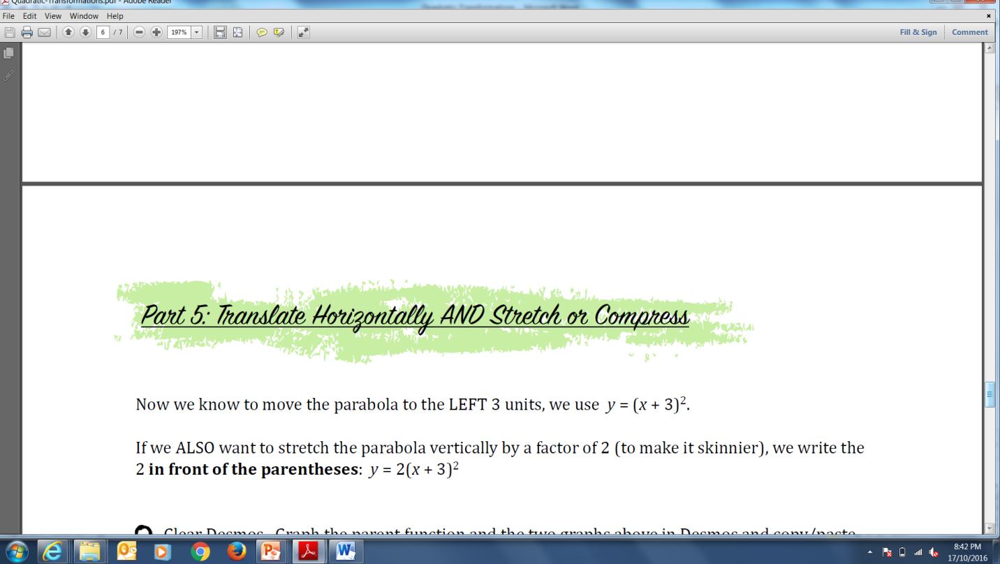 Quadratic-Transformations.pdf - Adobe Reader
File Edit View Window Help
6 / 7 197% Fill & Sign Comment
Part 5: Translate Horizontally AND Stretch or Compress
Now we know to move the parabola to the LEFT 3 units, we use y = (x + 3)².
If we ALSO want to stretch the parabola vertically by a factor of 2 (to make it skinnier), we write the
2 in front of the parentheses: y = 2(x + 3)²
Clear Desmos. Graph the parent function and the two graphs above in Desmos and copy/paste
8:42 PM
17/10/2016